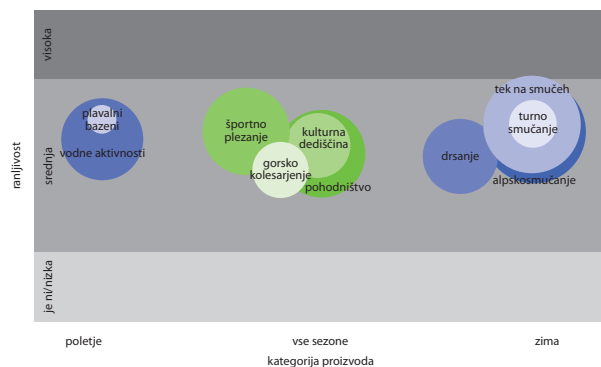 ranljivost
visoka
srednja
je ni/nizka
plavalni
bazeni
vodne aktivnosti
športno
plezanje
kulturna
dediščina
gorsko
kolesarjenje
pohodništvo
drsanje
tek na smučeh
turno
smučanje
alpskosmučanje
poletje
vse sezone
zima
kategorija proizvoda